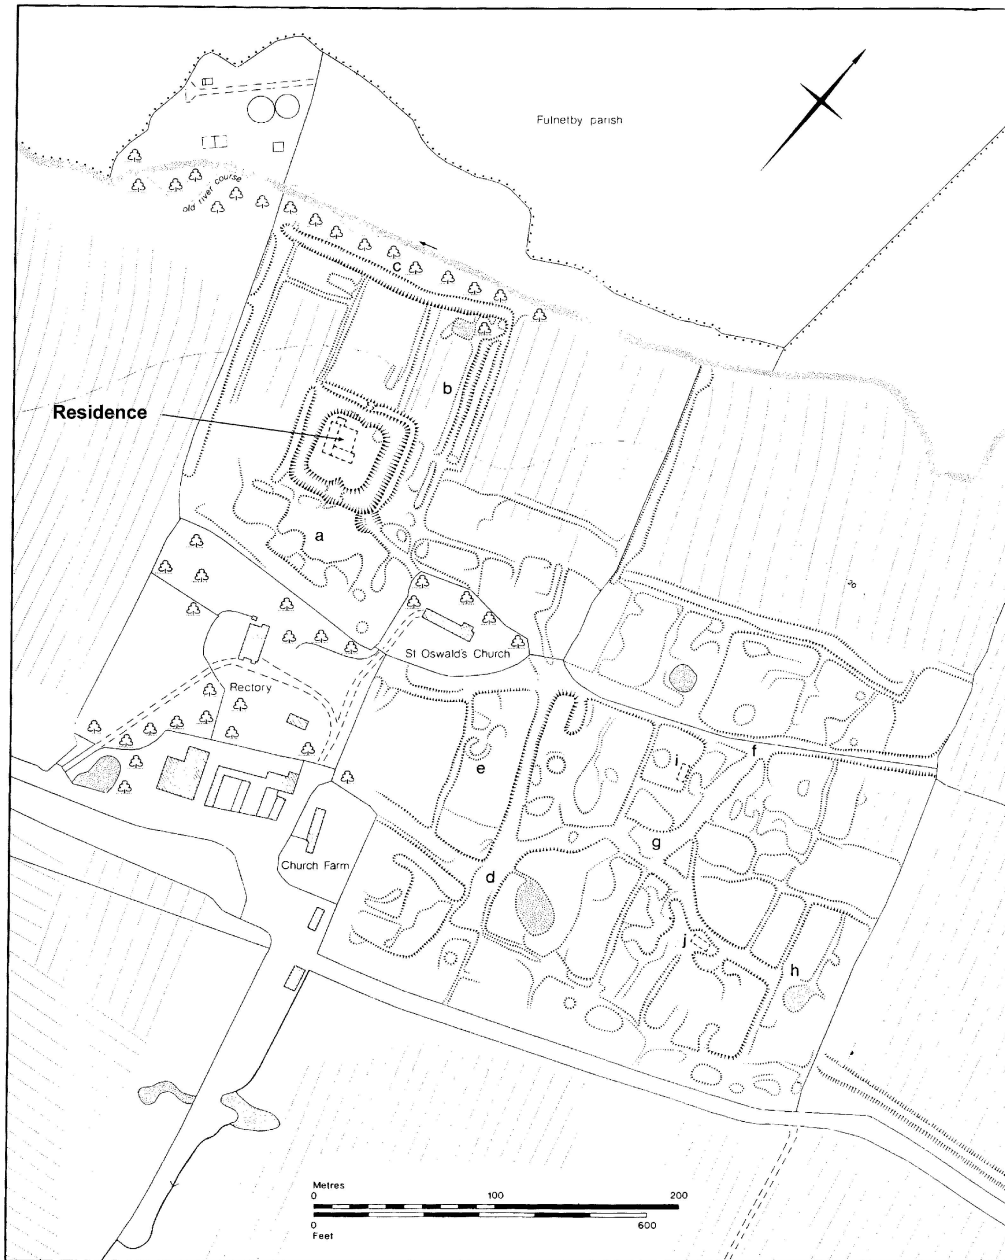 Fulnetby parish
old river course
c
b
Residence
a
20
St Oswald's Church
Rectory
f
i
e
g
Church Farm
d
j
h
Metres
0 100 200
0 600
Feet